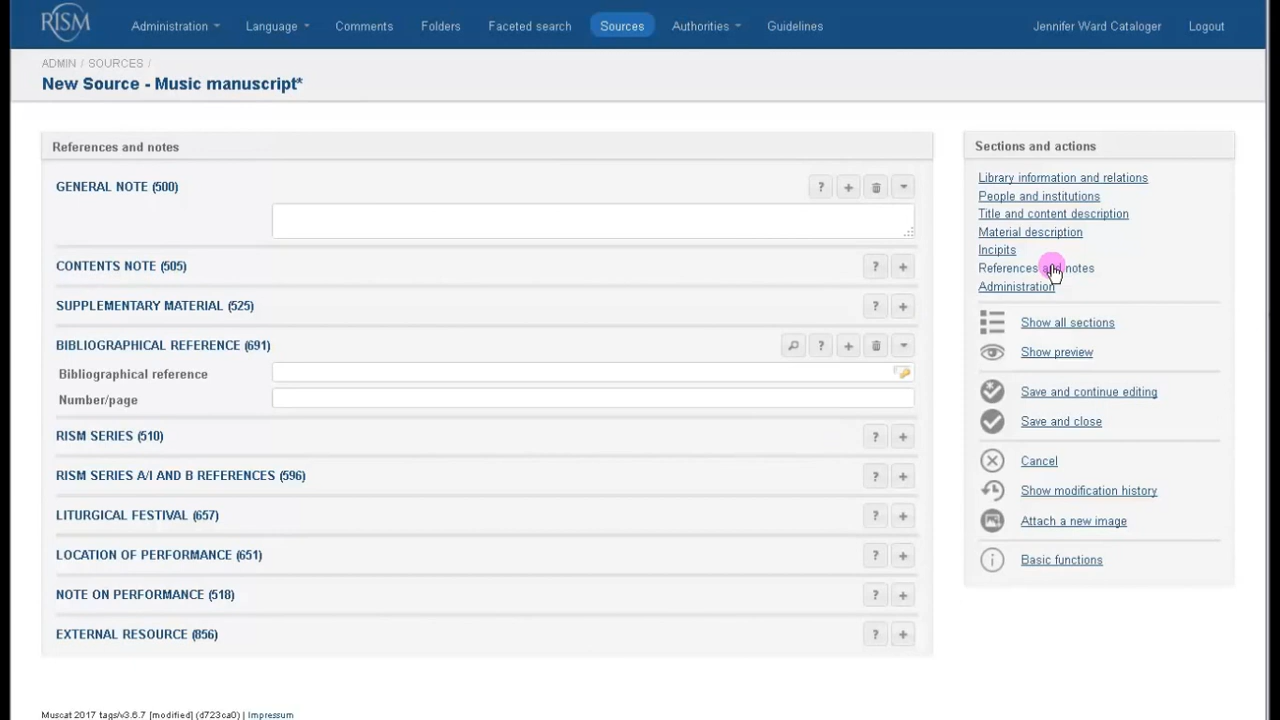 RISM
Administration
Language
Comments
Folders
Faceted search
Sources
Authorities
Guidelines
Jennifer Ward Cataloger
Logout
ADMIN / SOURCES /
New Source - Music manuscript*
References and notes
GENERAL NOTE (500)
CONTENTS NOTE (505)
SUPPLEMENTARY MATERIAL (525)
BIBLIOGRAPHICAL REFERENCE (691)
Bibliographical reference
Number/page
RISM SERIES (510)
RISM SERIES A/I AND B REFERENCES (596)
LITURGICAL FESTIVAL (657)
LOCATION OF PERFORMANCE (651)
NOTE ON PERFORMANCE (518)
EXTERNAL RESOURCE (856)
Sections and actions
Library information and relations
People and institutions
Title and content description
Material description
Incipits
References and notes
Administration
Show all sections
Show preview
Save and continue editing
Save and close
Cancel
Show modification history
Attach a new image
Basic functions
Muscat 2017 tags/v3.6.7 [modified] (d723ca0) | Impressum